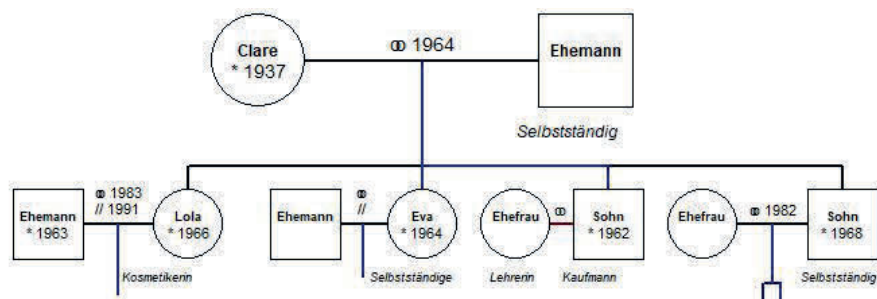 Clare
* 1937
ↀ 1964
Ehemann
Selbstständig
Ehemann
* 1963
ↀ 1983
// 1991
Lola
* 1966
Kosmetikerin
Ehemann
ↀ
//
Eva
* 1964
Selbstständige
Ehefrau
Lehrerin
ↀ
Sohn
* 1962
Kaufmann
Ehefrau
ↀ 1982
Sohn
* 1968
Selbstständig